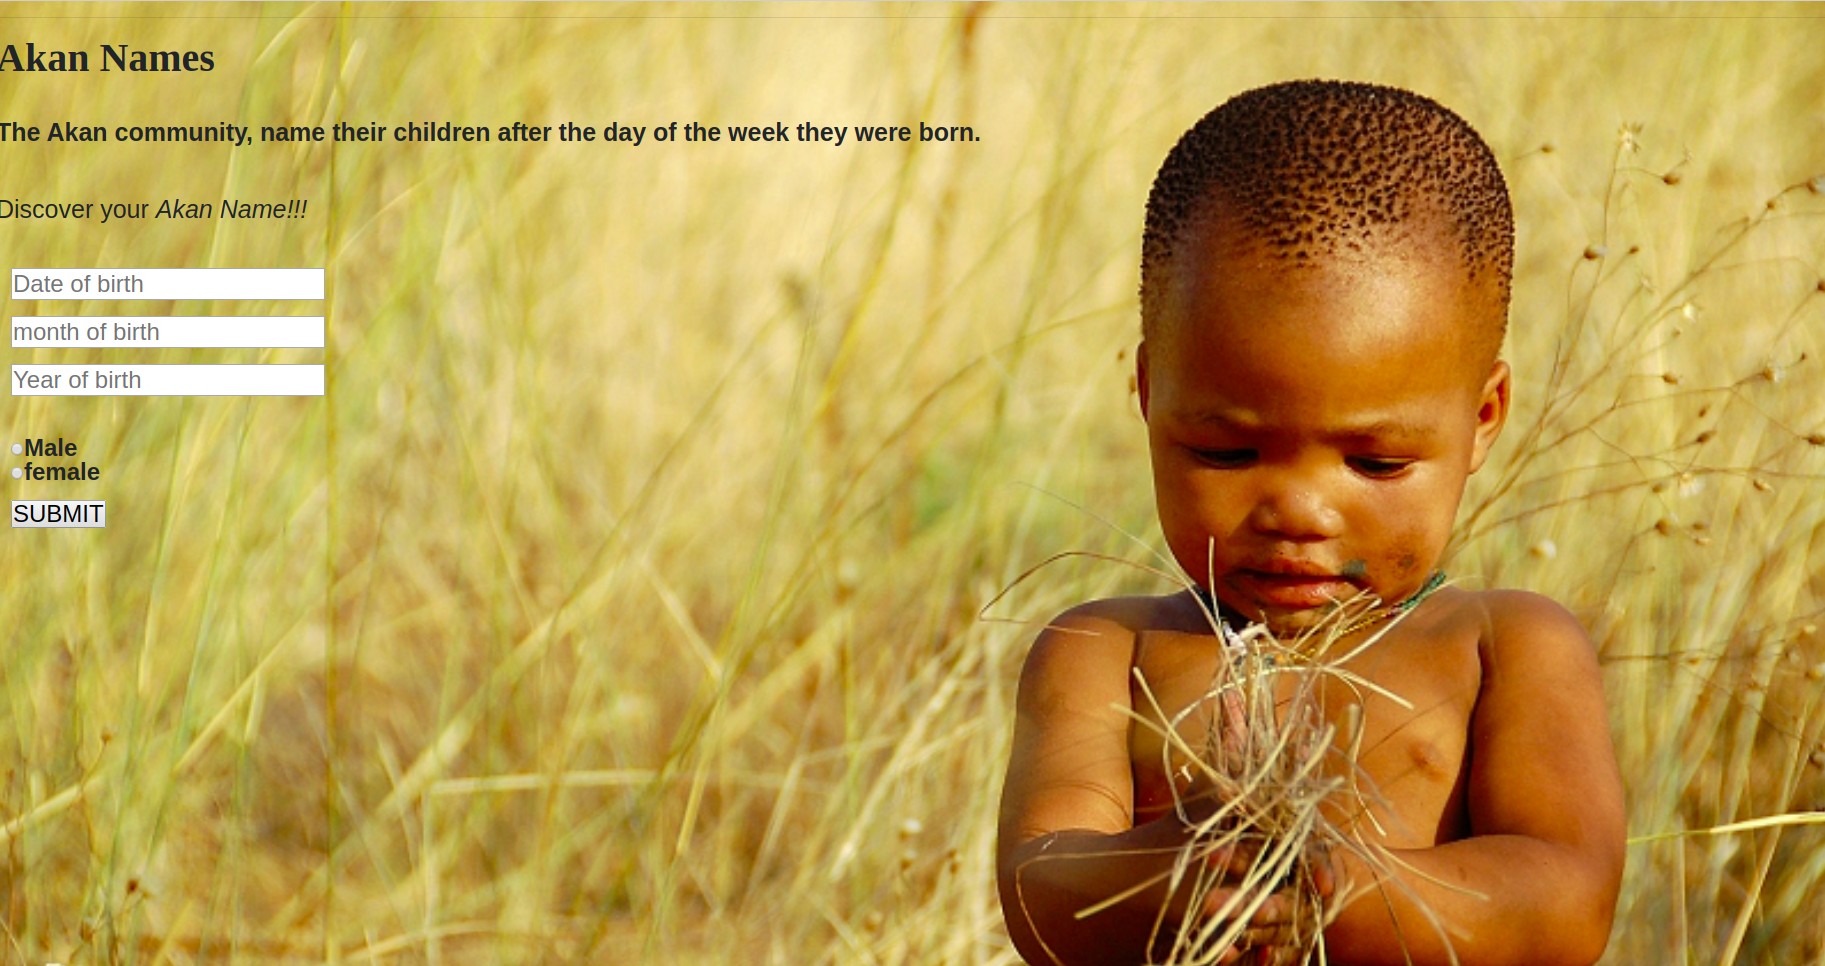 Akan Names
The Akan community, name their children after the day of the week they were born.
Discover your Akan Name!!!
Date of birth
month of birth
Year of birth
Male
female
SUBMIT